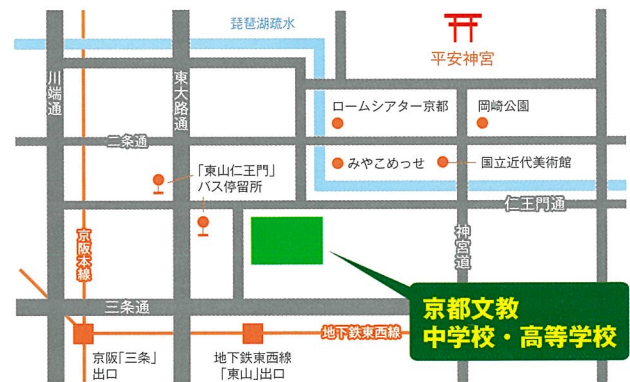 琵琶湖疏水
平安神宮
川端通
東大路通
ロームシアター京都
岡崎公園
二条通
みやこめっせ
国立近代美術館
「東山仁王門」
バス停留所
仁王門通
神宮道
京阪本線
三条通
京都文教
中学校・高等学校
地下鉄東西線
京阪「三条」
出口
地下鉄東西線
「東山」出口